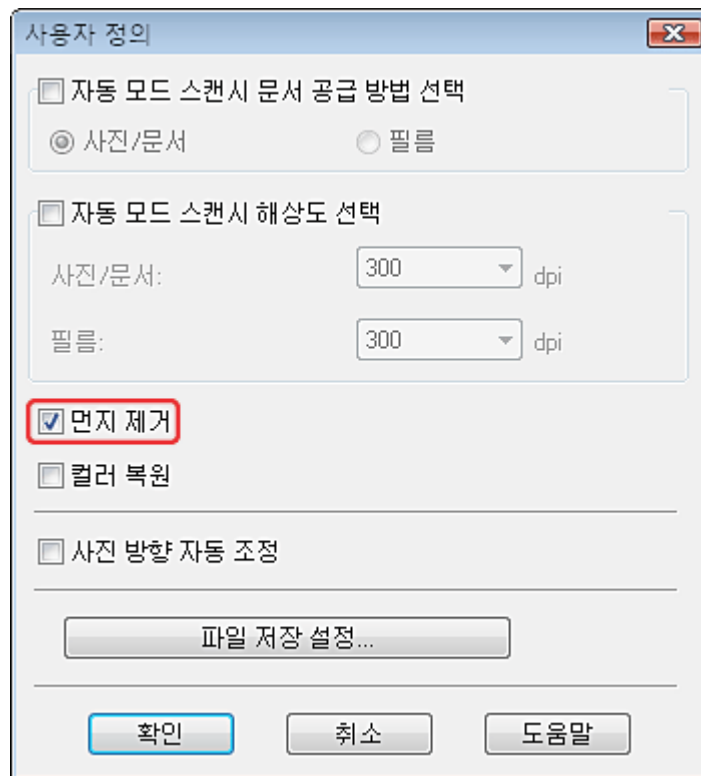 사용자 정의
자동 모드 스캔시 문서 공급 방법 선택
사진/문서 필름
자동 모드 스캔시 해상도 선택
사진/문서: 300 dpi
필름: 300 dpi
먼지 제거
컬러 복원
사진 방향 자동 조정
파일 저장 설정...
확인 취소 도움말